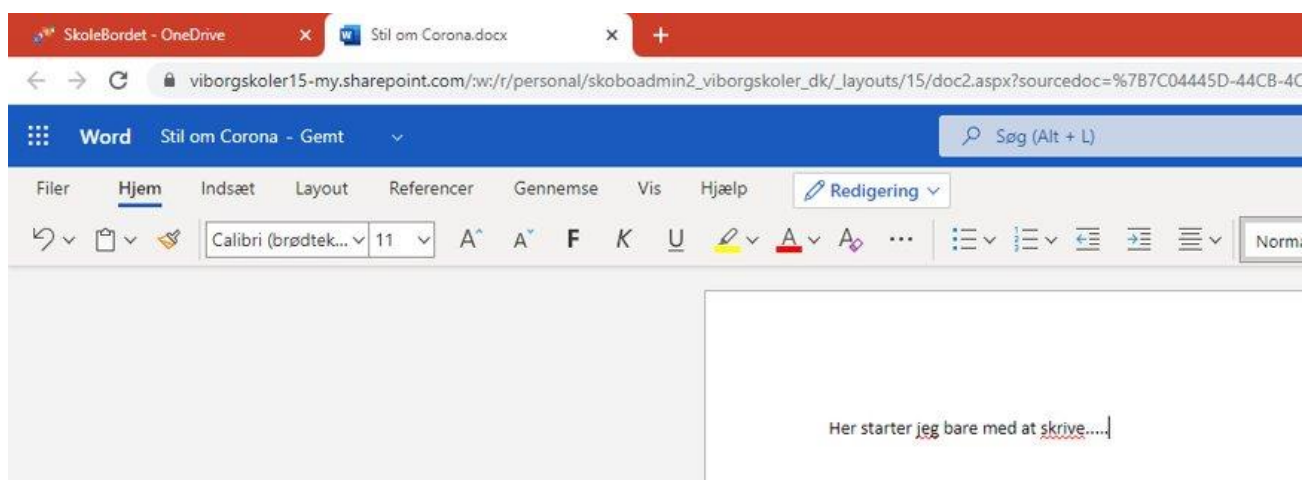 SkoleBordet - OneDrive Stil om Corona.docx
viborgskoler15-my.sharepoint.com/:w:/r/personal/skoboadmin2_viborgskoler_dk/_layouts/15/doc2.aspx?sourcedoc=%7B7C04445D-44CB-4C
Word Stil om Corona - Gemt Søg (Alt + L)
Filer Hjem Indsæt Layout Referencer Gennemse Vis Hjælp Redigering
Calibri (brødtek... 11 A A F K U A A ... Norma
Her starter jeg bare med at skrive.....